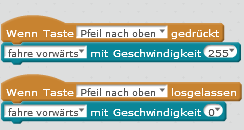 Wenn Taste Pfeil nach oben gedrückt
fahre vorwärts mit Geschwindigkeit 255
Wenn Taste Pfeil nach oben losgelassen
fahre vorwärts mit Geschwindigkeit 0